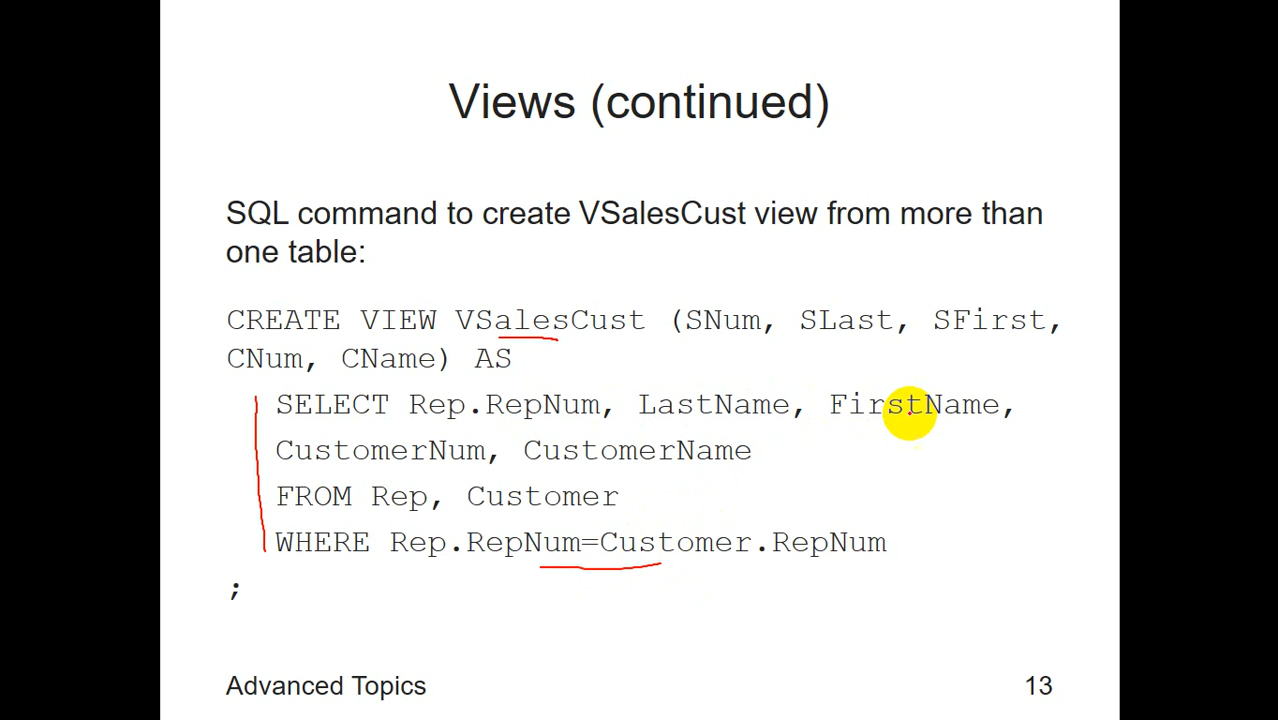 Views (continued)
SQL command to create VSalesCust view from more than
one table:
CREATE VIEW VSalesCust (SNum, SLast, SFirst,
CNum, CName) AS
SELECT Rep.RepNum, LastName, FirstName,
CustomerNum, CustomerName
FROM Rep, Customer
WHERE Rep.RepNum=Customer.RepNum
;
Advanced Topics 13